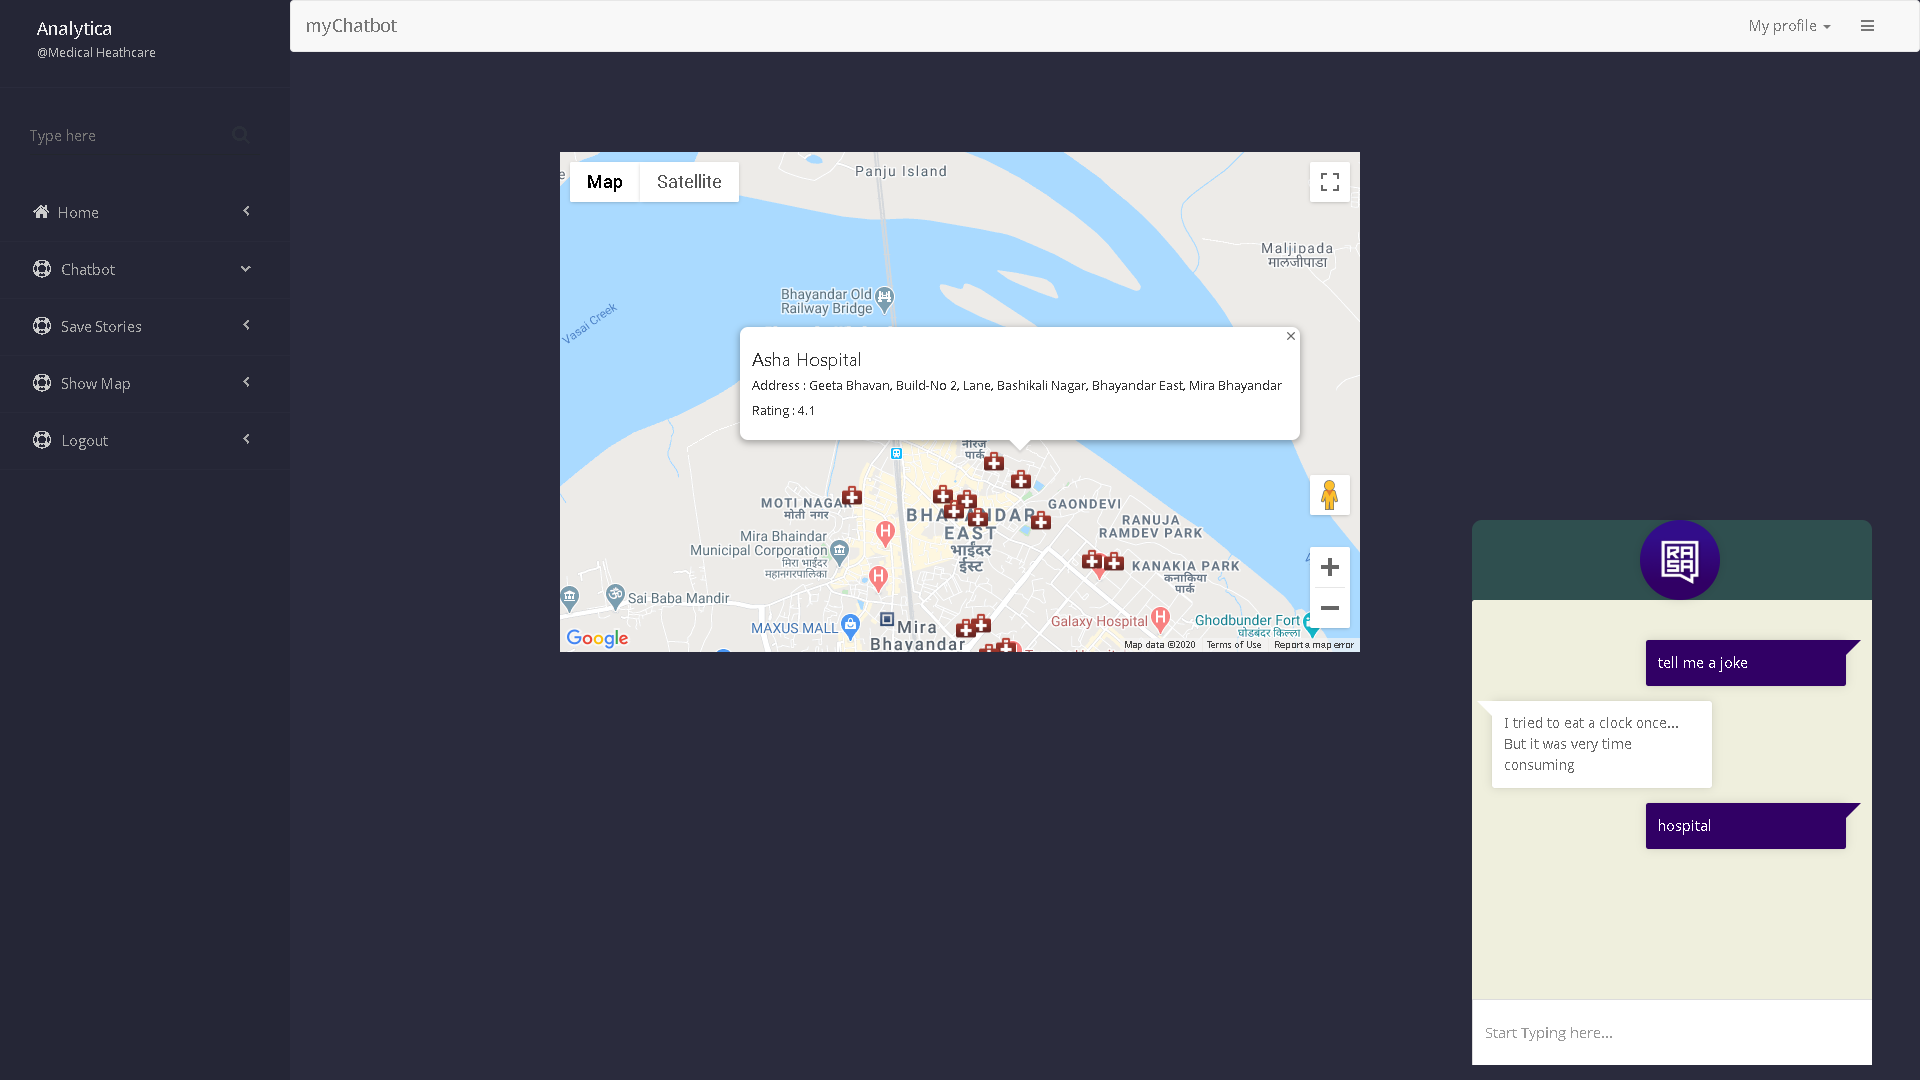 Analytica
@Medical Heathcare
Type here
Home
Chatbot
Save Stories
Show Map
Logout
myChatbot
My profile
Map
Satellite
Panju Island
Maljipada
मालजीपाडा
Bhayandar Old
Railway Bridge
Vasai Creek
Asha Hospital
Address : Geeta Bhavan, Build-No 2, Lane, Bashikali Nagar, Bhayandar East, Mira Bhayandar
Rating : 4.1
नीरज
पार्क
MOTI NAGAR
मोती नगर
GAONDEVI
BHAYANDAR
EAST
भाईंदर
ईस्ट
RANUJA
RAMDEV PARK
Mira Bhaindar
Municipal Corporation
मिरा भाईंदर
महानगरपालिका
KANAKIA PARK
कनाकिया
पार्क
Sai Baba Mandir
MAXUS MALL
Mira
Bhayandar
Galaxy Hospital
Ghodbunder Fort
घोडबंदर किल्ला
Google
Map data ©2020
Terms of Use
Report a map error
RASA
tell me a joke
I tried to eat a clock once...
But it was very time
consuming
hospital
Start Typing here...